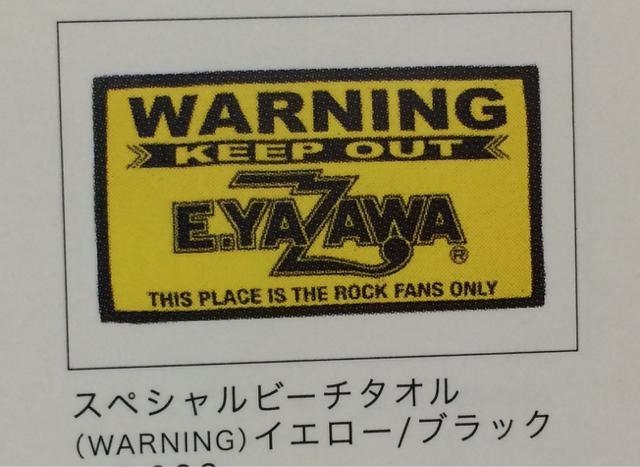 WARNING
KEEP OUT
E.YAZAWA®
THIS PLACE IS THE ROCK FANS ONLY
スペシャルビーチタオル
(WARNING)イエロー/ブラック